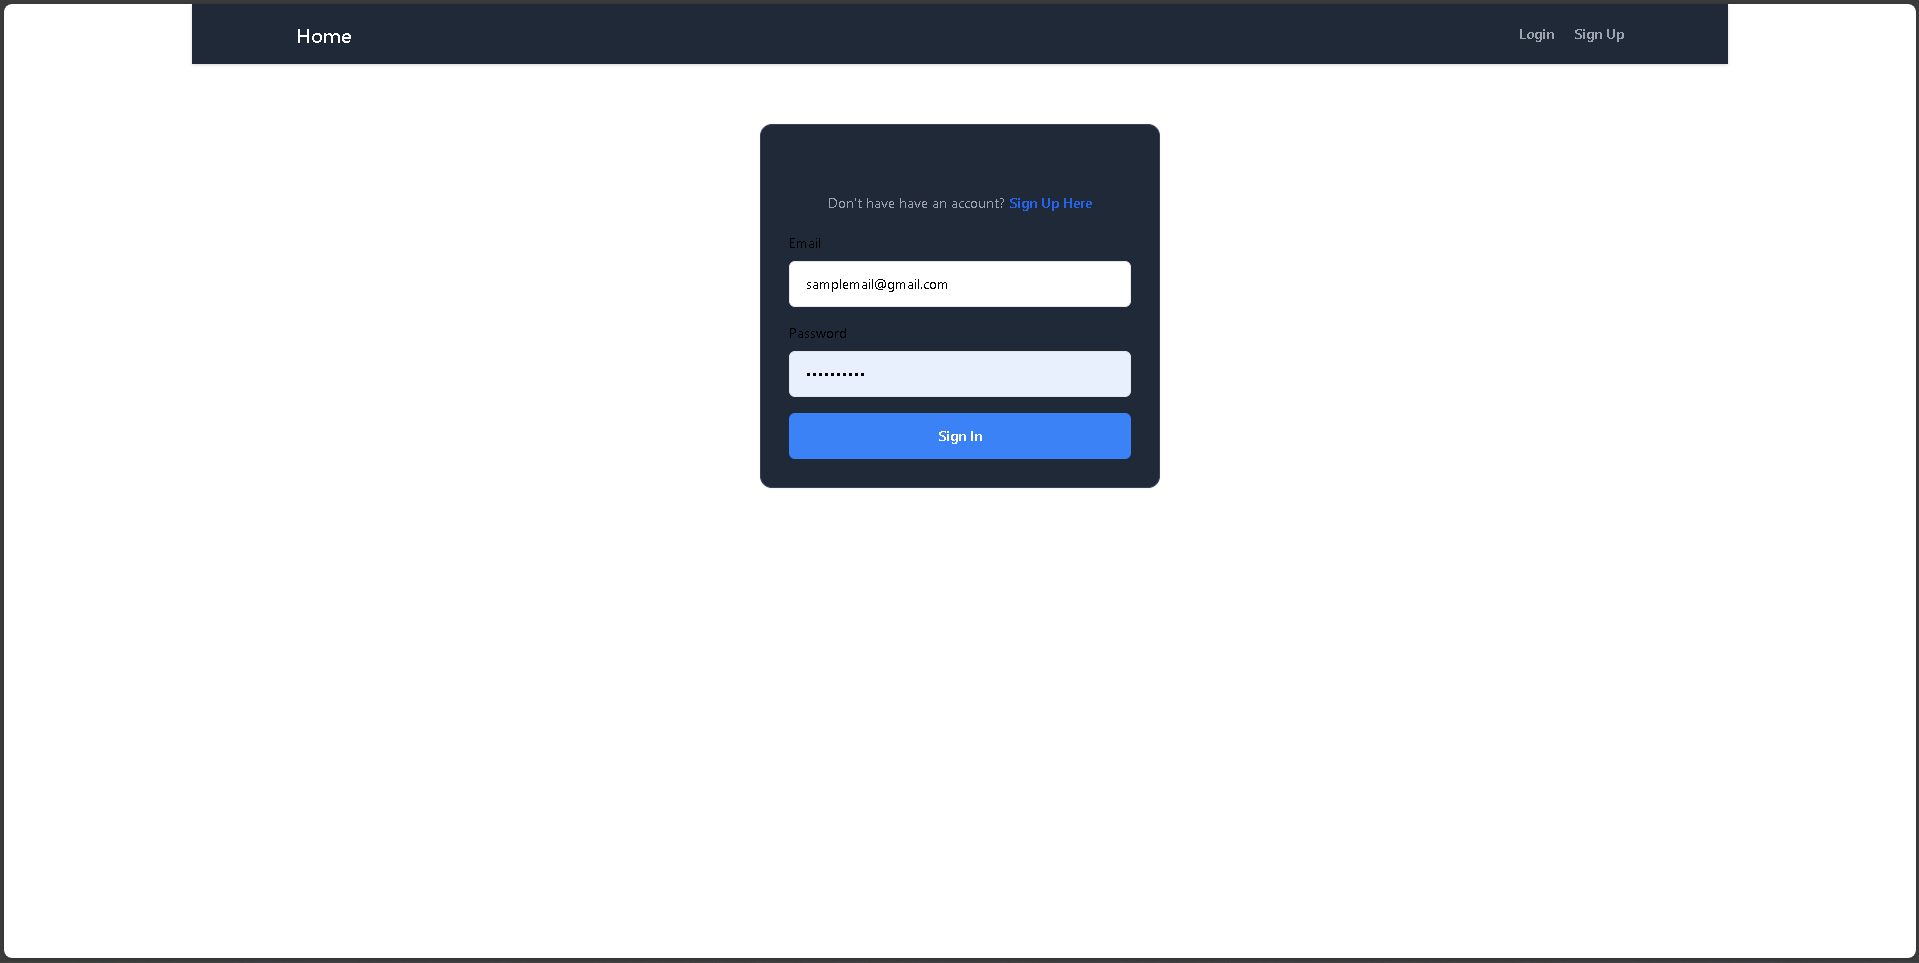 Home
Login Sign Up
Don't have have an account? Sign Up Here
Email
samplemail@gmail.com
Password
••••••••••
Sign In